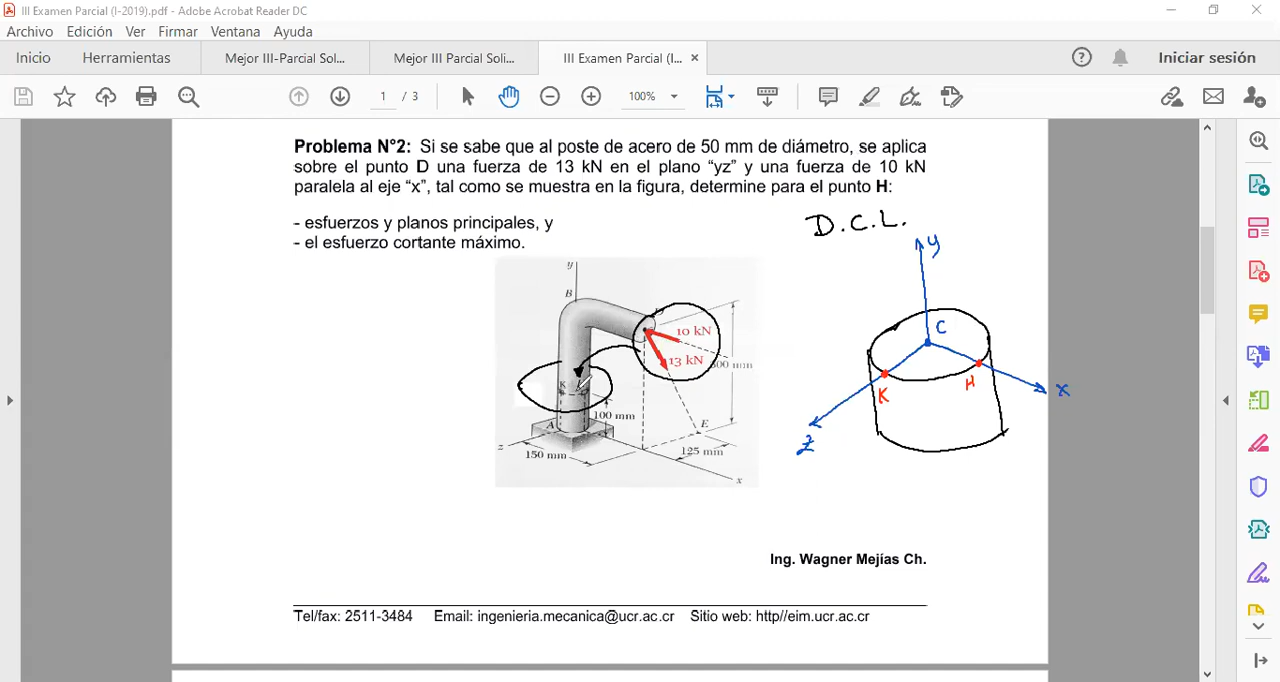 III Examen Parcial (I-2019).pdf - Adobe Acrobat Reader DC
Archivo Edición Ver Firmar Ventana Ayuda
Inicio Herramientas Mejor III-Parcial Sol... Mejor III Parcial Soli... III Examen Parcial (I... × Iniciar sesión
1 / 3 100%
Problema N°2: Si se sabe que al poste de acero de 50 mm de diámetro, se aplica
sobre el punto D una fuerza de 13 kN en el plano “yz” y una fuerza de 10 kN
paralela al eje “x”, tal como se muestra en la figura, determine para el punto H:
- esfuerzos y planos principales, y
- el esfuerzo cortante máximo.
D.C.L.
y
B
10 kN
13 kN
300 mm
K
100 mm
A
E
z
150 mm
125 mm
x
y
C
K
H
x
z
Ing. Wagner Mejías Ch.
Tel/fax: 2511-3484 Email: ingenieria.mecanica@ucr.ac.cr Sitio web: http//eim.ucr.ac.cr